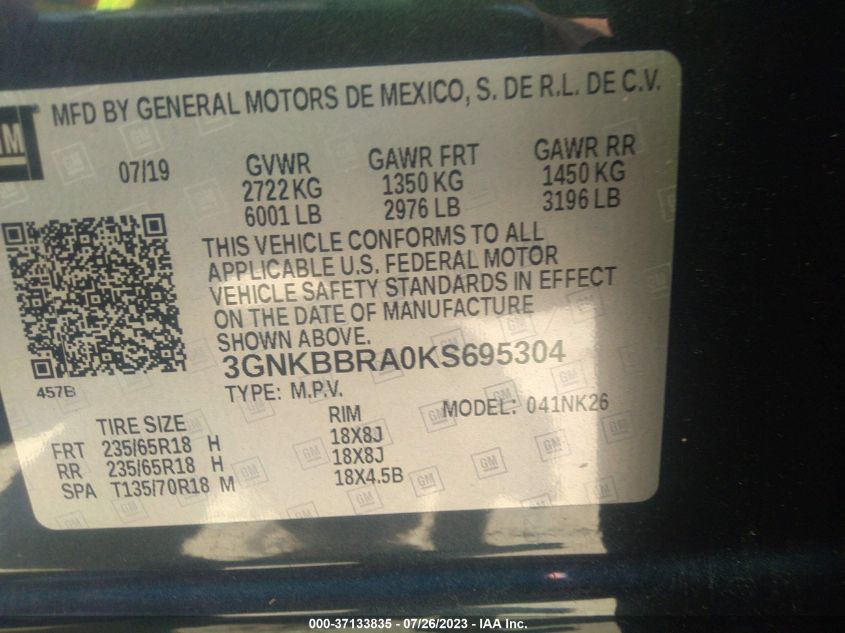 MFD BY GENERAL MOTORS DE MEXICO, S. DE R.L. DE C.V.
GM
07/19 GVWR GAWR FRT GAWR RR
2722 KG 1350 KG 1450 KG
6001 LB 2976 LB 3196 LB
THIS VEHICLE CONFORMS TO ALL
APPLICABLE U.S. FEDERAL MOTOR
VEHICLE SAFETY STANDARDS IN EFFECT
ON THE DATE OF MANUFACTURE
SHOWN ABOVE.
3GNKBBRA0KS695304
457B
TYPE: M.P.V.
MODEL: 041NK26
TIRE SIZE RIM
FRT 235/65R18 H 18X8J
RR 235/65R18 H 18X8J
SPA T135/70R18 M 18X4.5B
000-37133835 - 07/26/2023 - IAA Inc.